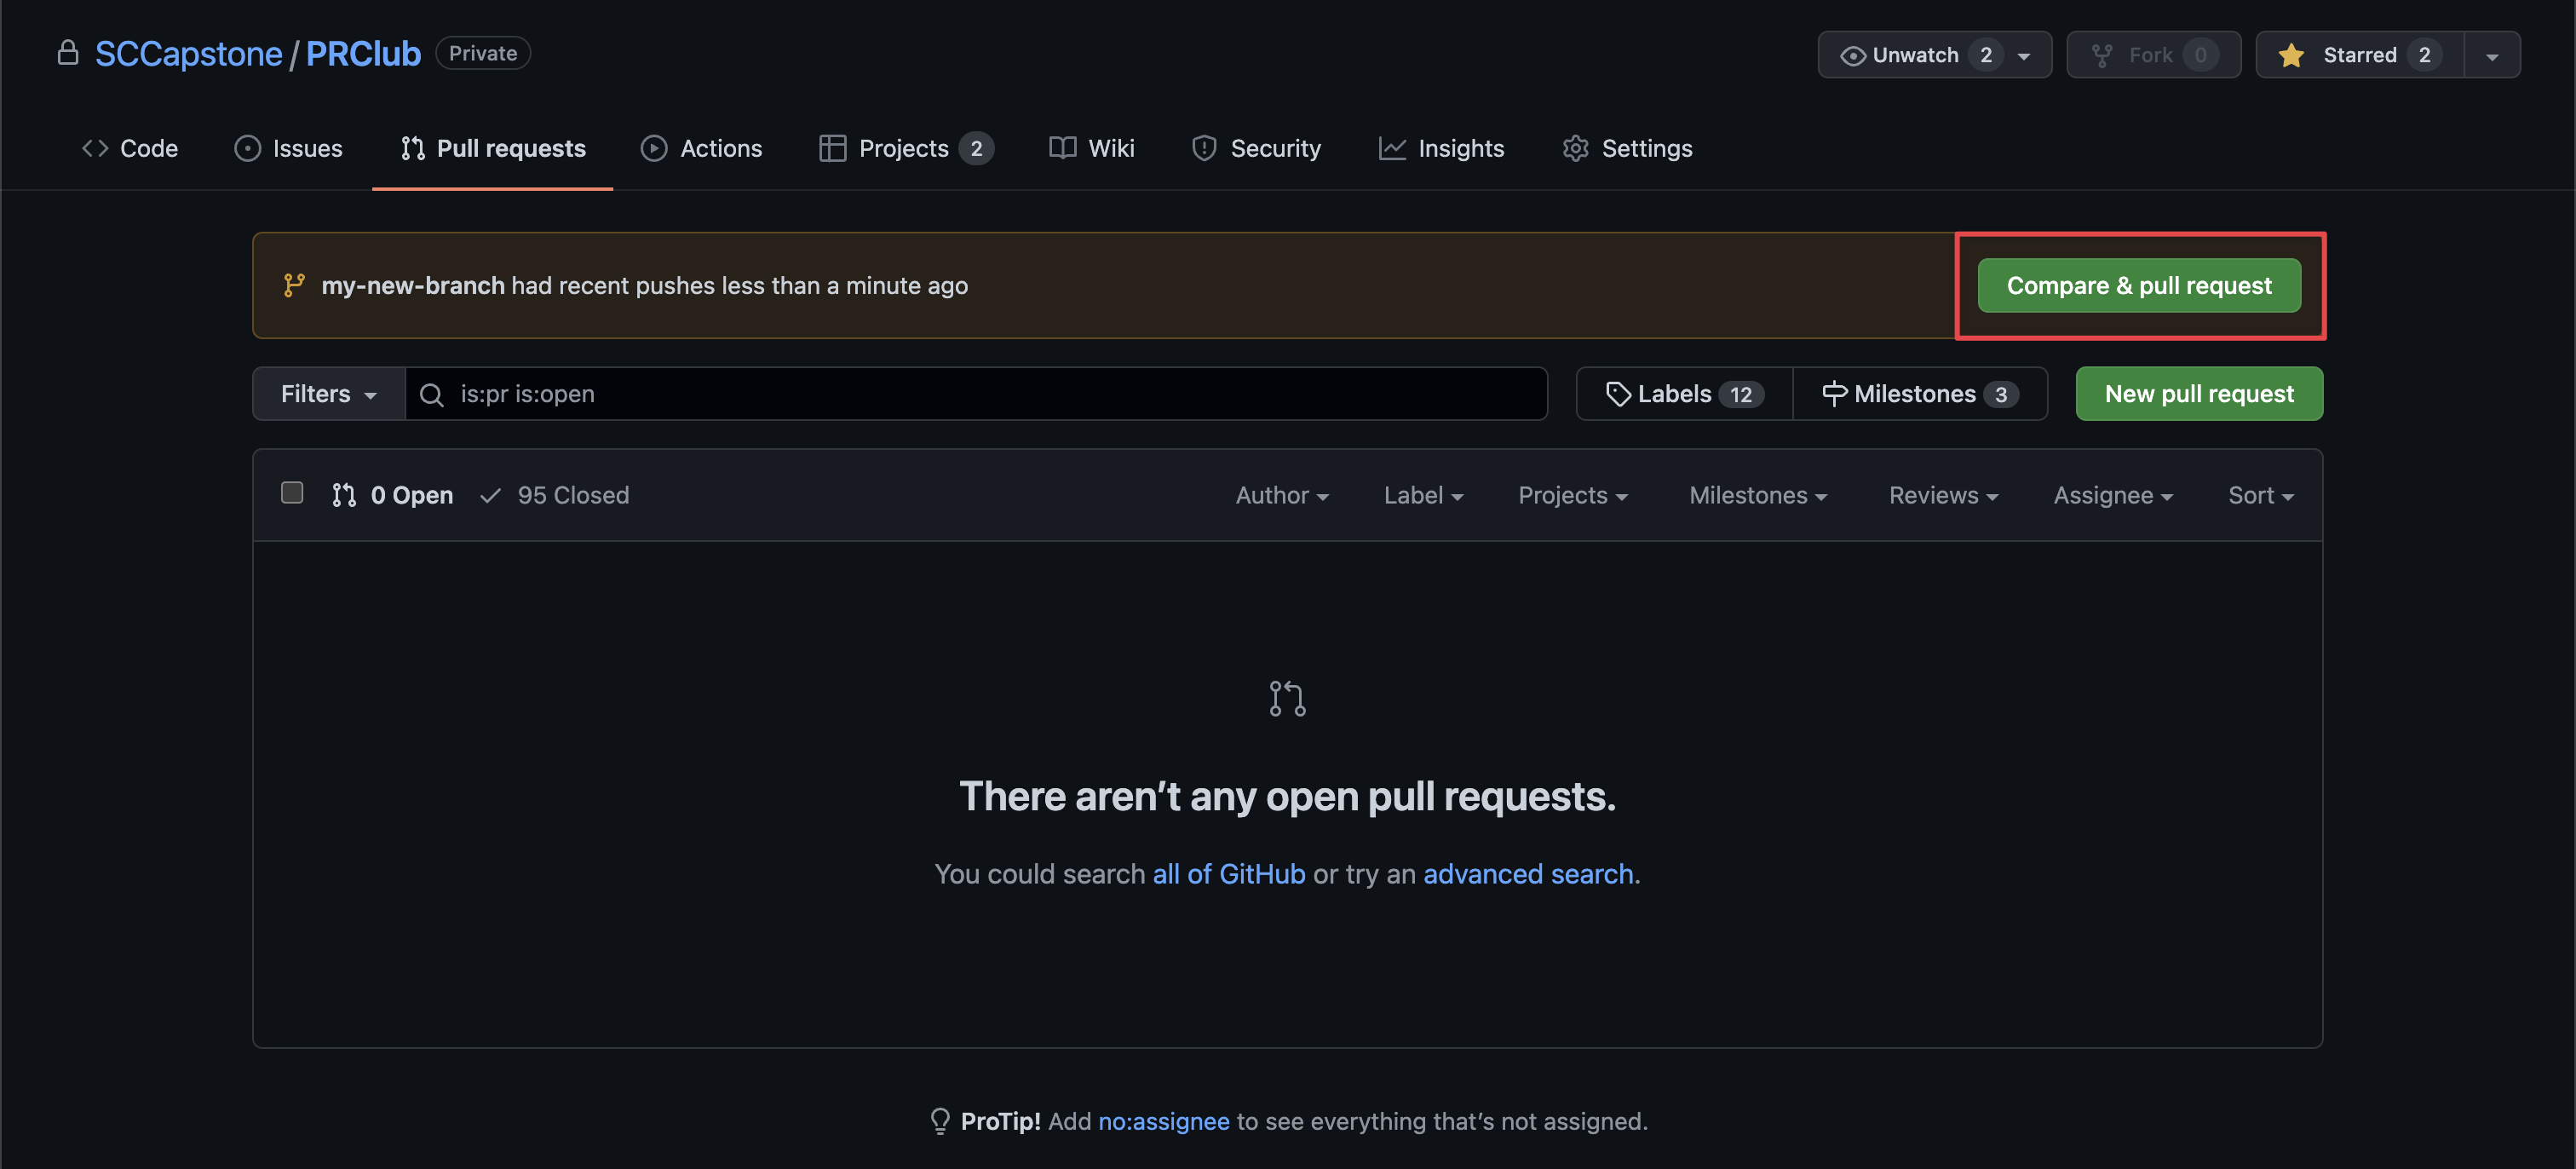 SCCapstone / PRClub Private
Unwatch 2 Fork 0 Starred 2
Code Issues Pull requests Actions Projects 2 Wiki Security Insights Settings
my-new-branch had recent pushes less than a minute ago Compare & pull request
Filters is:pr is:open Labels 12 Milestones 3 New pull request
0 Open 95 Closed Author Label Projects Milestones Reviews Assignee Sort
There aren’t any open pull requests.
You could search all of GitHub or try an advanced search.
ProTip! Add no:assignee to see everything that’s not assigned.